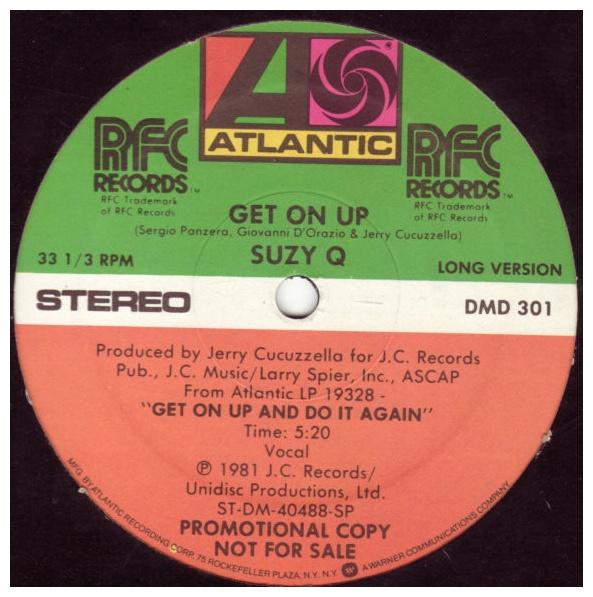 ATLANTIC
RFC
RECORDS™
RFC Trademark
of RFC Records
RFC
RECORDS™
RFC Trademark
of RFC Records
GET ON UP
(Sergio Panzera, Giovanni D'Orazio & Jerry Cucuzzella)
SUZY Q
33 1/3 RPM
LONG VERSION
STEREO
DMD 301
Produced by Jerry Cucuzzella for J.C. Records
Pub., J.C. Music/Larry Spier, Inc., ASCAP
From Atlantic LP 19328 -
"GET ON UP AND DO IT AGAIN"
Time: 5:20
Vocal
℗ 1981 J.C. Records/
Unidisc Productions, Ltd.
ST-DM-40488-SP
PROMOTIONAL COPY
NOT FOR SALE
MFG. BY ATLANTIC RECORDING CORP. 75 ROCKEFELLER PLAZA, N.Y. N.Y. A WARNER COMMUNICATIONS COMPANY